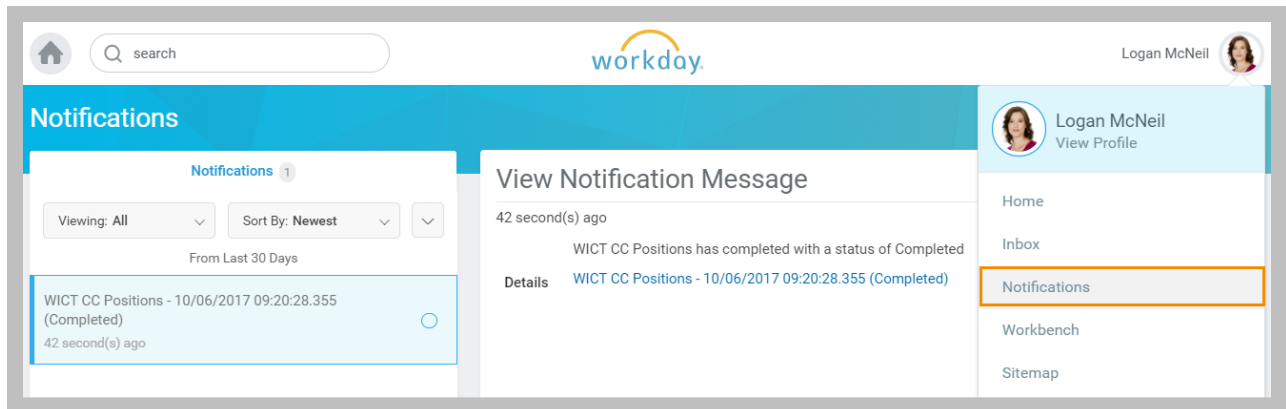 search
workday.
Logan McNeil
Notifications
Notifications 1
Viewing: All
Sort By: Newest
From Last 30 Days
WICT CC Positions - 10/06/2017 09:20:28.355
(Completed)
42 second(s) ago
View Notification Message
42 second(s) ago
WICT CC Positions has completed with a status of Completed
Details WICT CC Positions - 10/06/2017 09:20:28.355 (Completed)
Logan McNeil
View Profile
Home
Inbox
Notifications
Workbench
Sitemap